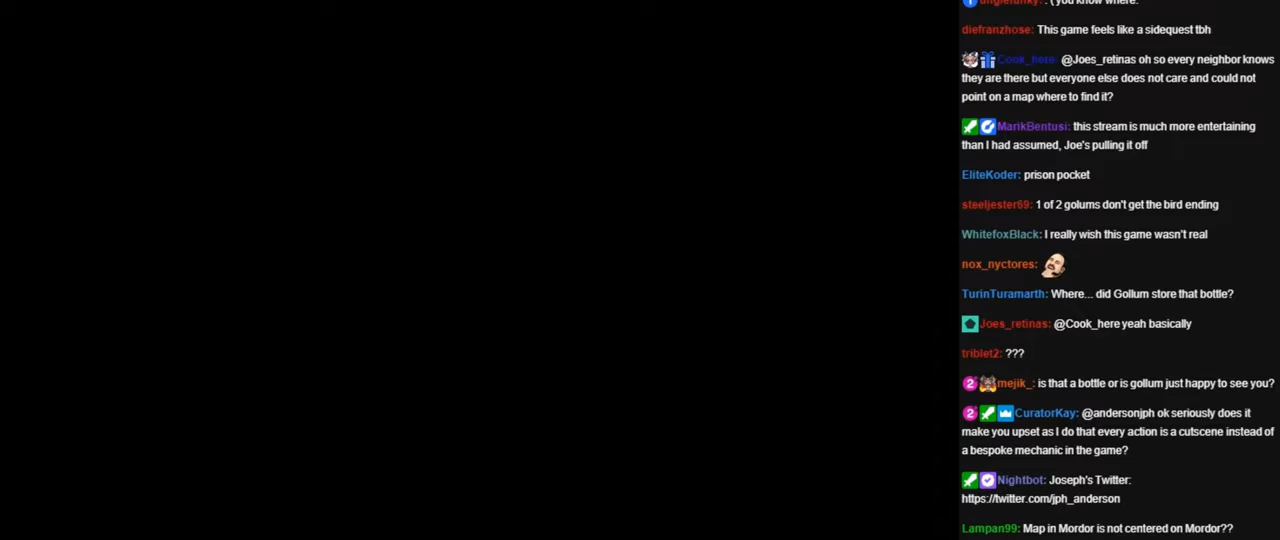 : ( you know where.
diefranzhose: This game feels like a sidequest tbh
Cook_here: @Joes_retinas oh so every neighbor knows
they are there but everyone else does not care and could not
point on a map where to find it?
MarikBentusi: this stream is much more entertaining
than I had assumed, Joe's pulling it off
EliteKoder: prison pocket
steeljester69: 1 of 2 golums don't get the bird ending
WhitefoxBlack: I really wish this game wasn't real
nox_nyctores:
TurinTuramarth: Where... did Gollum store that bottle?
Joes_retinas: @Cook_here yeah basically
triblet2: ???
2 mejik_: is that a bottle or is gollum just happy to see you?
2 CuratorKay: @andersonjph ok seriously does it
make you upset as I do that every action is a cutscene instead of
a bespoke mechanic in the game?
Nightbot: Joseph's Twitter:
https://twitter.com/jph_anderson
Lampan99: Map in Mordor is not centered on Mordor??